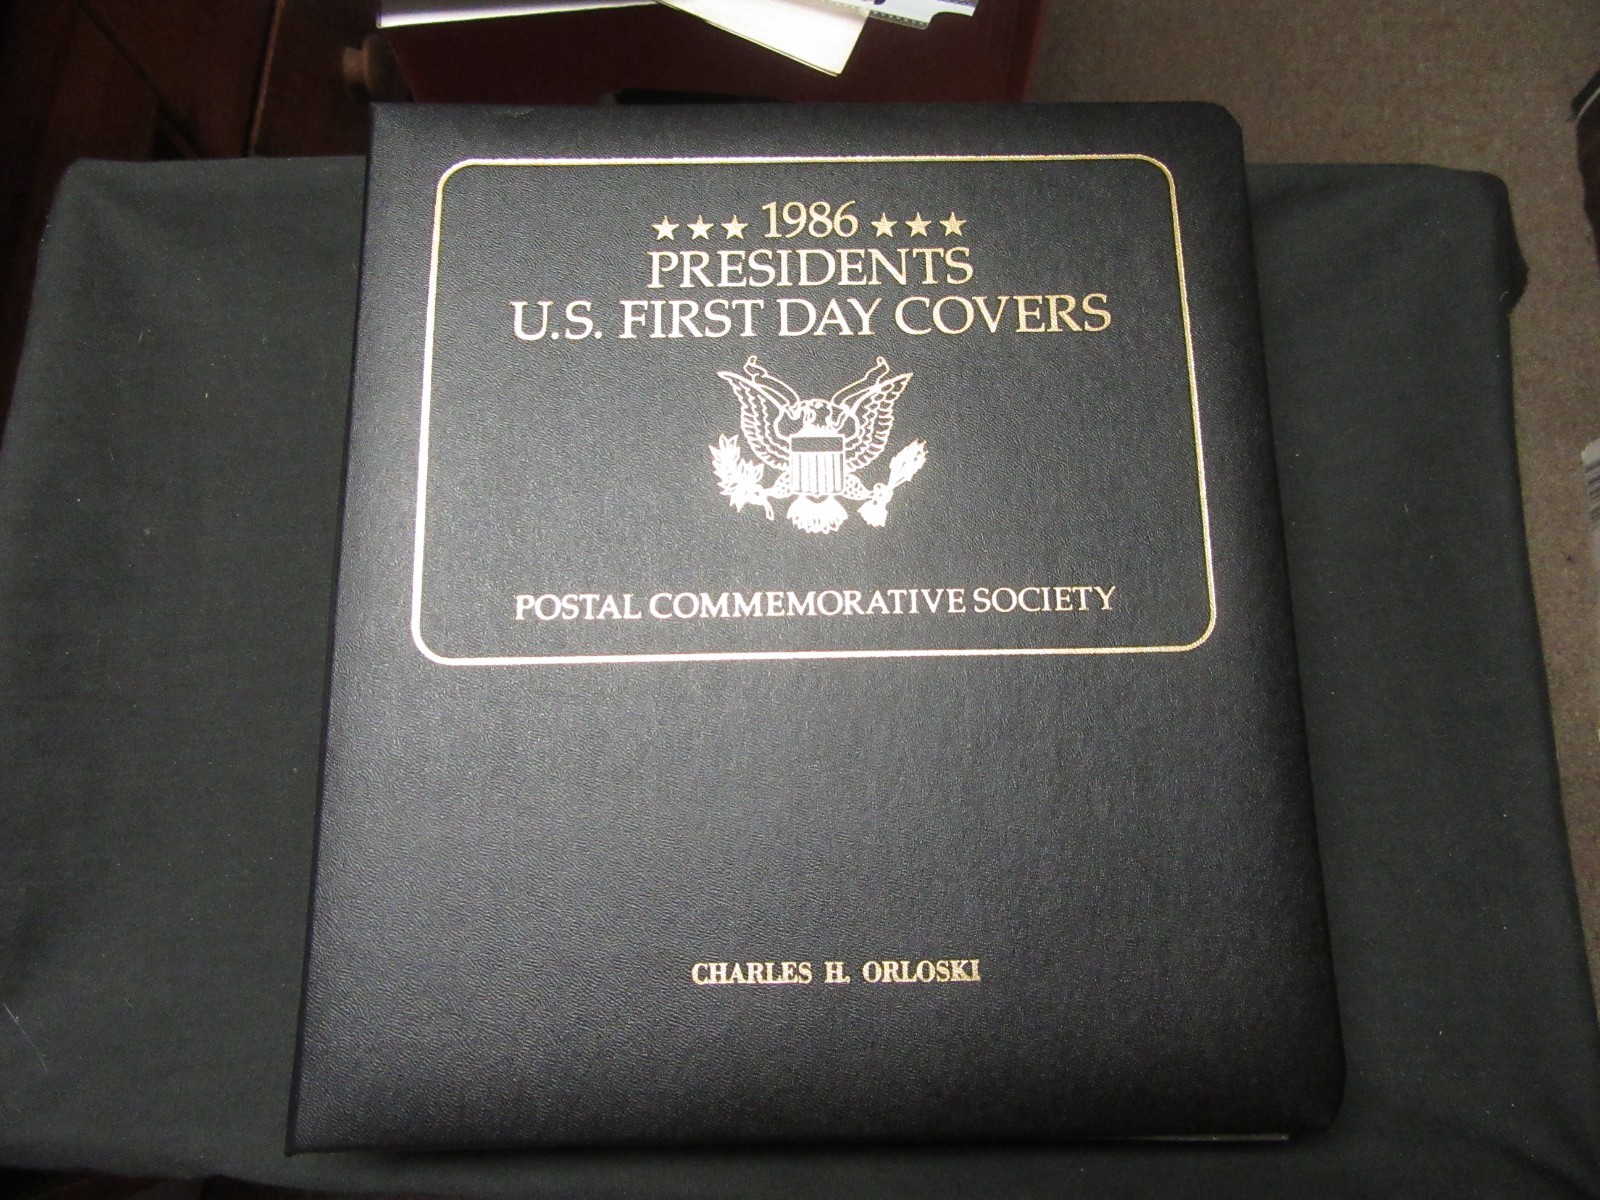 ★★★ 1986 ★★★
PRESIDENTS
U.S. FIRST DAY COVERS
POSTAL COMMEMORATIVE SOCIETY
CHARLES H. ORLOSKI